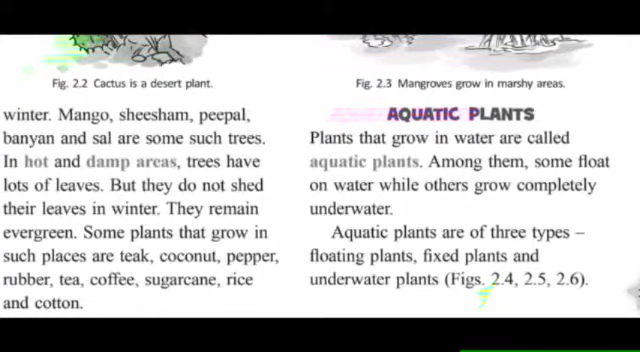 Fig. 2.2 Cactus is a desert plant.
winter. Mango, sheesham, peepal,
banyan and sal are some such trees.
In hot and damp areas, trees have
lots of leaves. But they do not shed
their leaves in winter. They remain
evergreen. Some plants that grow in
such places are teak, coconut, pepper,
rubber, tea, coffee, sugarcane, rice
and cotton.
Fig. 2.3 Mangroves grow in marshy areas.
AQUATIC PLANTS
Plants that grow in water are called
aquatic plants. Among them, some float
on water while others grow completely
underwater.
Aquatic plants are of three types –
floating plants, fixed plants and
underwater plants (Figs. 2.4, 2.5, 2.6).